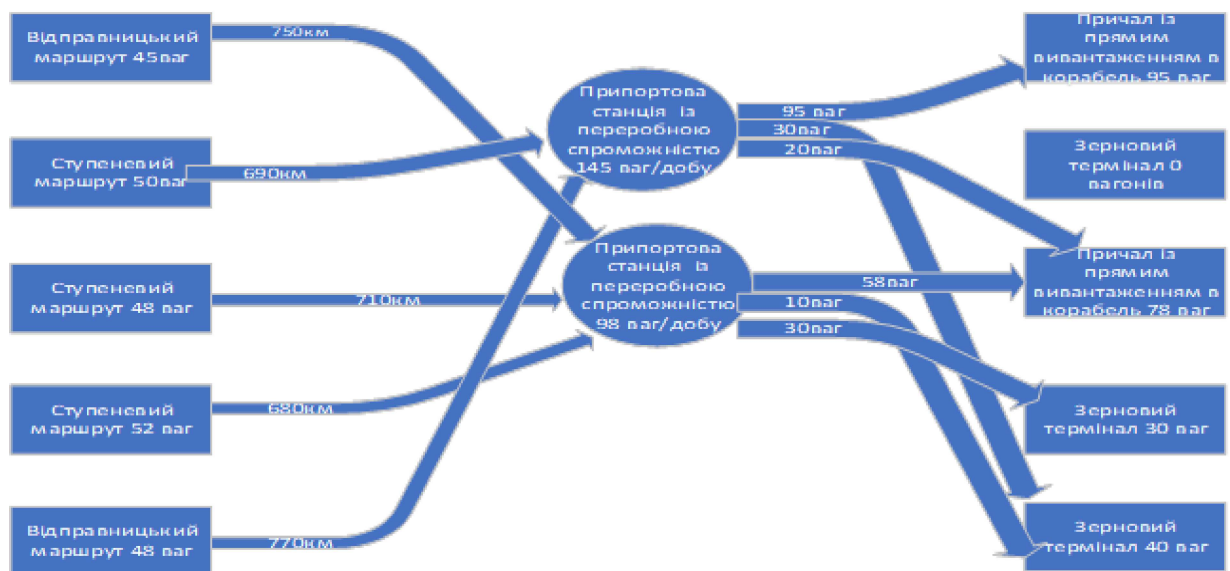 Відправницький
маршрут 45ваг
Ступеневий
маршрут 50ваг
Ступеневий
маршрут 48 ваг
Ступеневий
маршрут 52 ваг
Відправницький
маршрут 48 ваг
750км
690км
710км
680км
770км
Припортова
станція із
переробною
спроможністю
145 ваг/добу
Припортова
станція із
переробною
спроможністю
98 ваг/добу
95 ваг
30ваг
20ваг
58ваг
10ваг
30ваг
Причал із
прямим
вивантаженням в
корабель 95 ваг
Зерновий
термінал 0
вагонів
Причал із
прямим
вивантаженням в
корабель 78 ваг
Зерновий
термінал 30 ваг
Зерновий
термінал 40 ваг